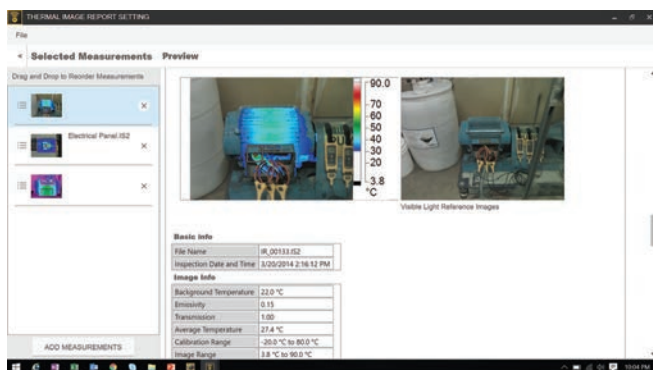 THERMAL IMAGE REPORT SETTING
File
Selected Measurements Preview
Drag and Drop to Reorder Measurements
Electrical Panel.IS2
90.0
70
60
50
40
30
20
3.8
°C
Visible Light Reference Images
Basic Info
File Name IR_00133.IS2
Inspection Date and Time 3/20/2014 2:16:12 PM
Image Info
Background Temperature 22.0 °C
Emissivity 0.15
Transmission 1.00
Average Temperature 27.4 °C
Calibration Range -20.0 °C to 80.0 °C
Image Range 3.8 °C to 90.0 °C
ADD MEASUREMENTS
10:04 PM